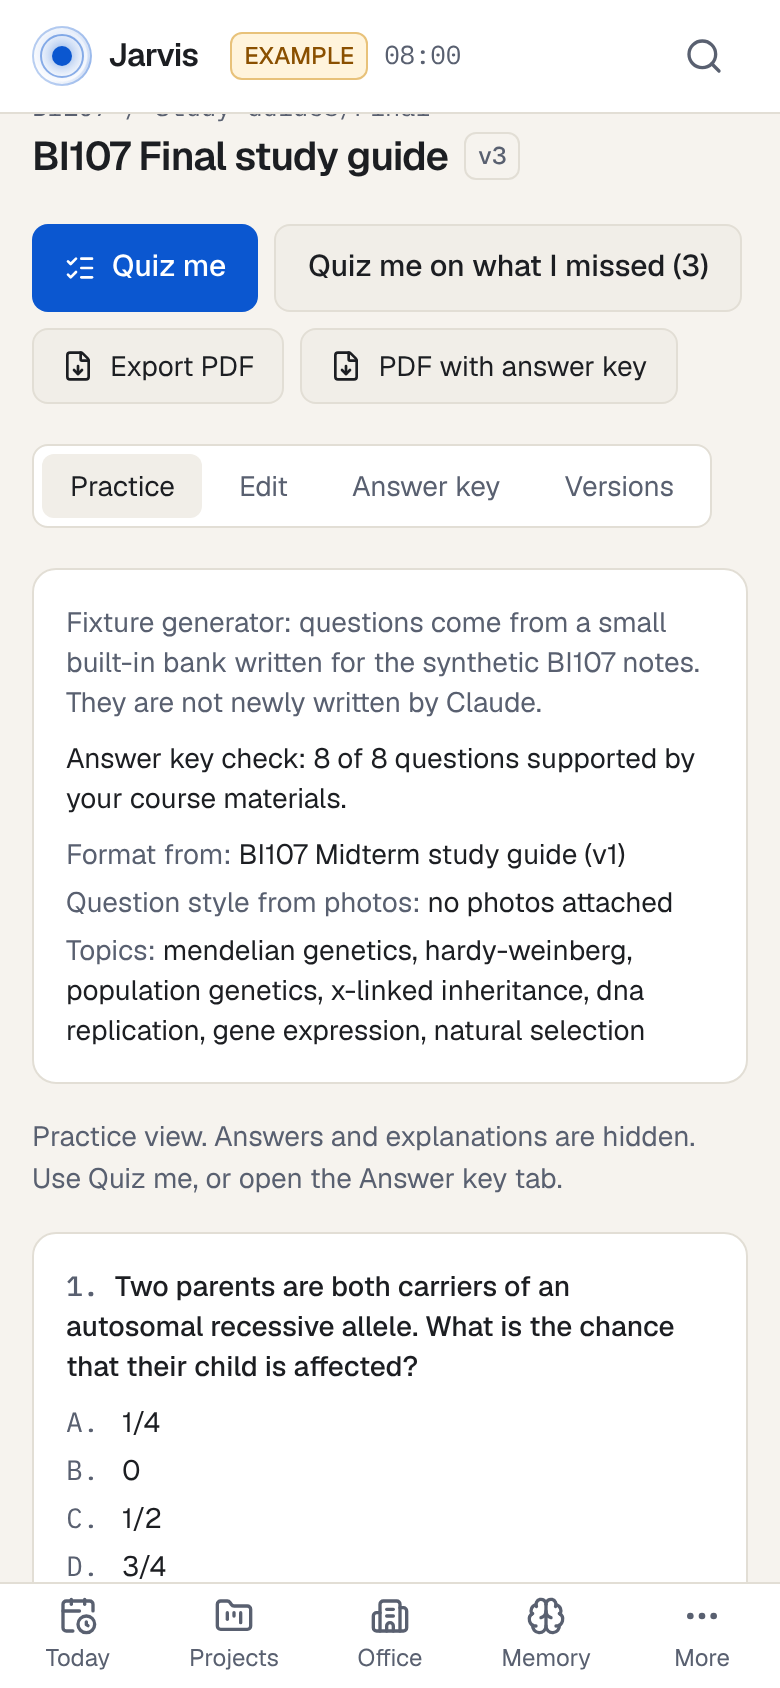 Jarvis EXAMPLE 08:00
BI107 Final study guide v3
Quiz me
Quiz me on what I missed (3)
Export PDF
PDF with answer key
Practice Edit Answer key Versions
Fixture generator: questions come from a small
built-in bank written for the synthetic BI107 notes.
They are not newly written by Claude.
Answer key check: 8 of 8 questions supported by
your course materials.
Format from: BI107 Midterm study guide (v1)
Question style from photos: no photos attached
Topics: mendelian genetics, hardy-weinberg,
population genetics, x-linked inheritance, dna
replication, gene expression, natural selection
Practice view. Answers and explanations are hidden.
Use Quiz me, or open the Answer key tab.
1. Two parents are both carriers of an
autosomal recessive allele. What is the chance
that their child is affected?
A. 1/4
B. 0
C. 1/2
D. 3/4
Today Projects Office Memory More